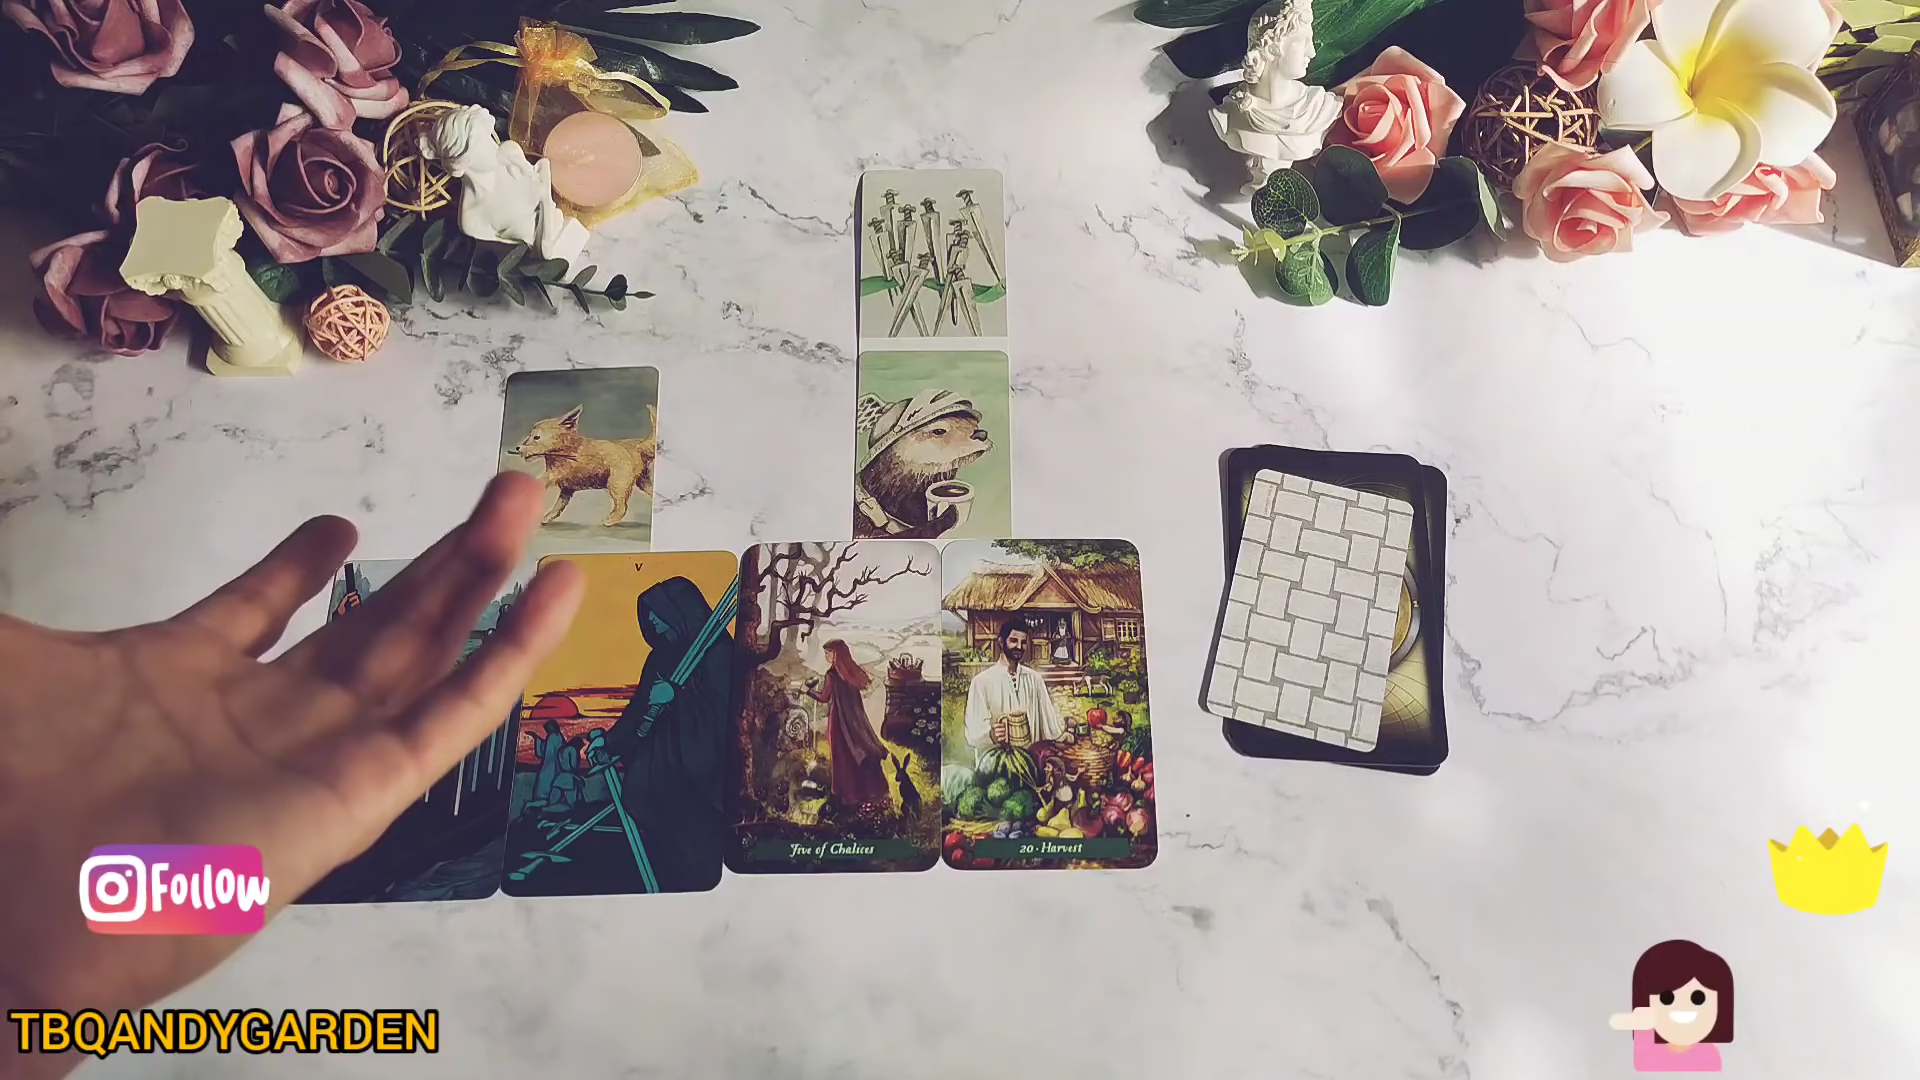 V
Five of Chalices
20 · Harvest
Follow
TBQANDYGARDEN